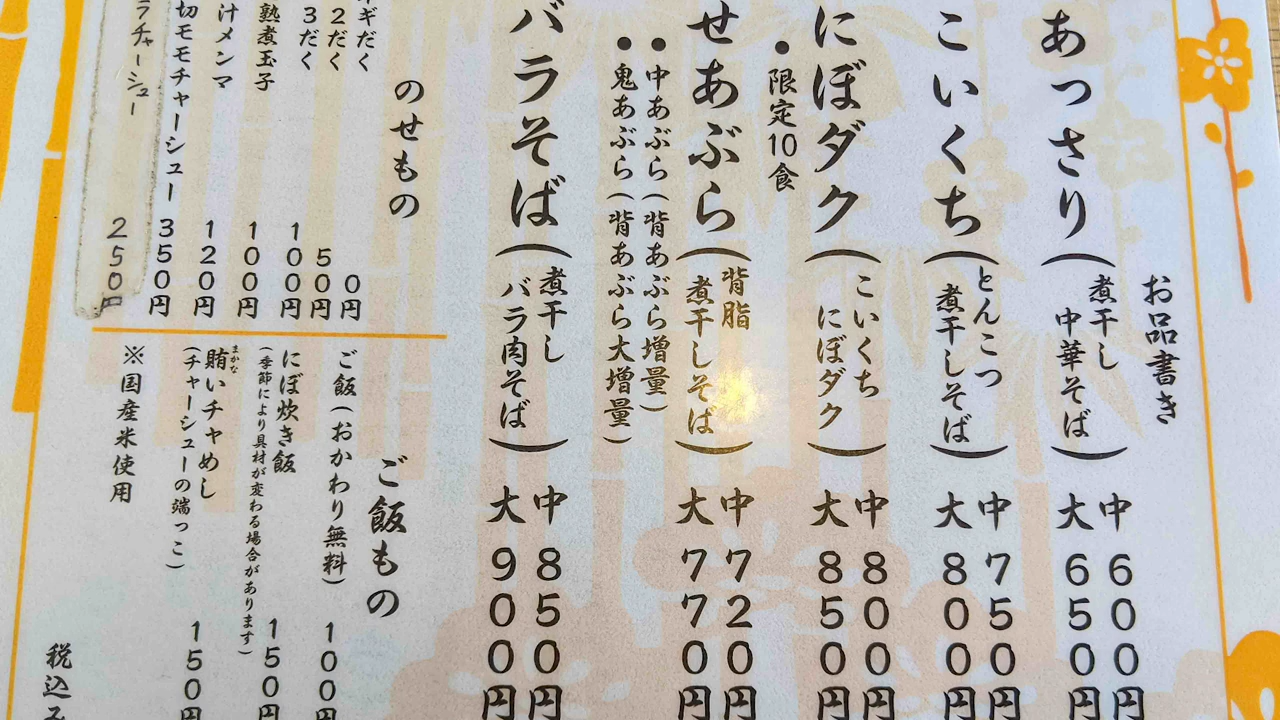 お品書き
あっさり(煮干し中華そば) 中 600円
大 650円
こいくち(とんこつ煮干しそば) 中 750円
大 800円
にぼダク(こいくちにぼダク) 中 800円
大 850円
●限定10食
せあぶら(背脂煮干しそば) 中 720円
大 770円
●中あぶら(背あぶら増量)
●鬼あぶら(背あぶら大増量)
バラそば(煮干しバラ肉そば) 中 850円
大 900円
のせもの
ギだく 0円
2だく 50円
3だく 100円
熟煮玉子 100円
汁メンマ 120円
切モモチャーシュー 350円
ラチャーシュー 250円
ご飯もの
ご飯(おかわり無料) 100円
にぼ炊き飯 150円
(季節により具材が変わる場合があります)
賄いチャめし 150円
まかな
(チャーシューの端っこ)
※国産米使用
税込み